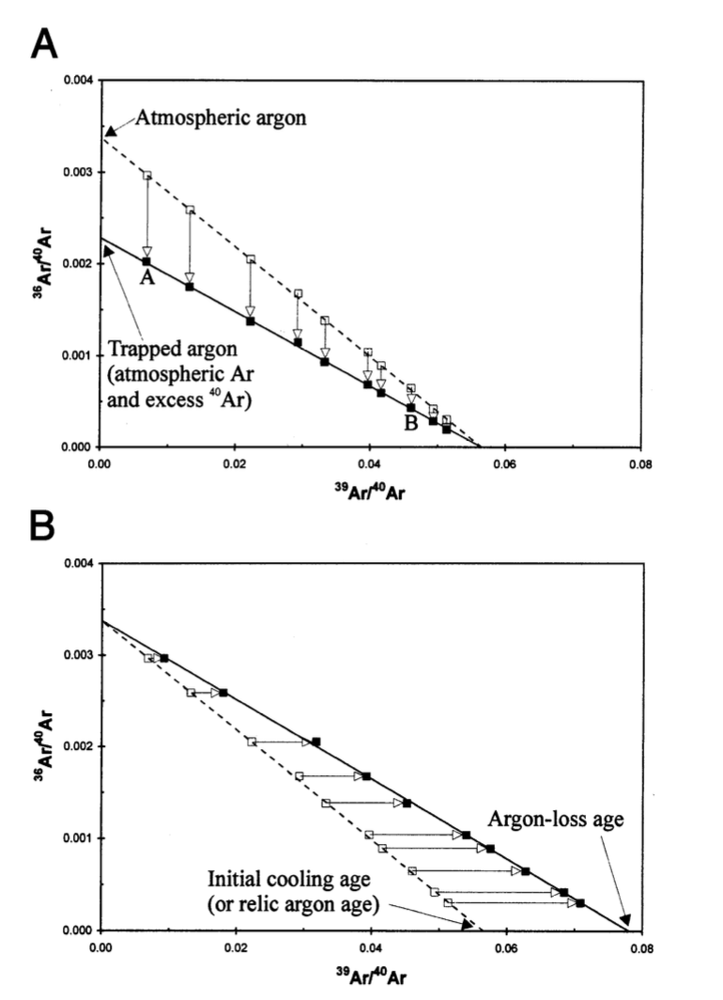 A
0.004
Atmospheric argon
0.003
0.002
A
Trapped argon
(atmospheric Ar
and excess ⁴⁰Ar)
0.001
B
0.000
0.00 0.02 0.04 0.06 0.08
³⁶Ar/⁴⁰Ar
³⁹Ar/⁴⁰Ar
B
0.004
0.003
0.002
0.001
Argon-loss age
Initial cooling age
(or relic argon age)
0.000
0.00 0.02 0.04 0.06 0.08
³⁶Ar/⁴⁰Ar
³⁹Ar/⁴⁰Ar